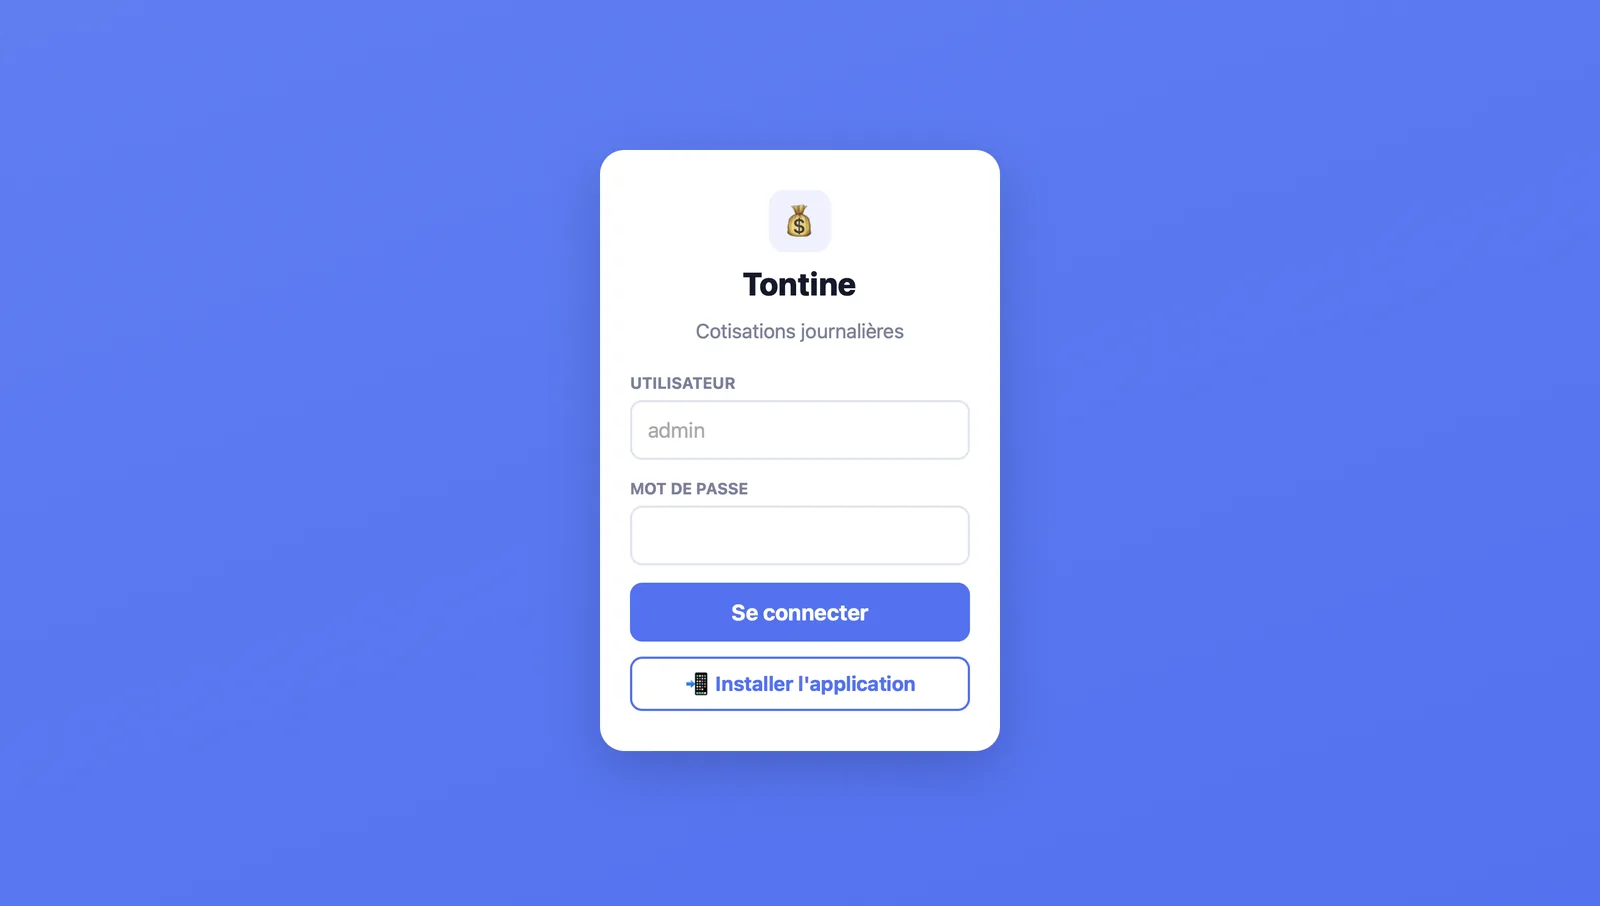 Tontine
Cotisations journalières
UTILISATEUR
admin
MOT DE PASSE
Se connecter
📲 Installer l'application